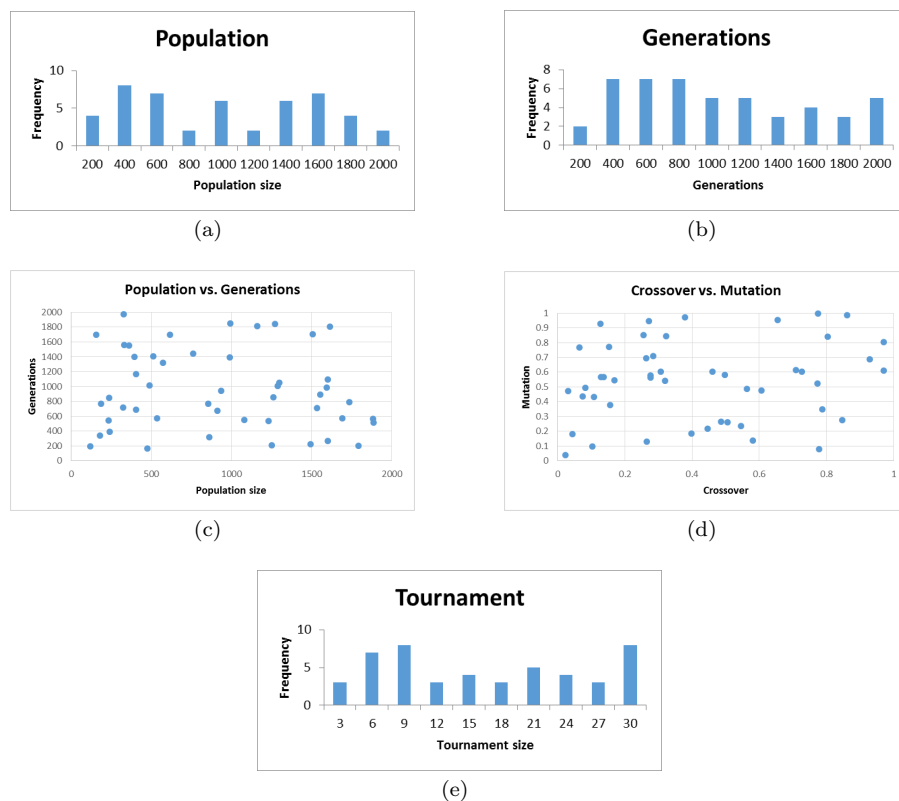 Population
10
5
0
Frequency
200 400 600 800 1000 1200 1400 1600 1800 2000
Population size
(a)
Generations
8
6
4
2
0
Frequency
200 400 600 800 1000 1200 1400 1600 1800 2000
Generations
(b)
Population vs. Generations
2000
1800
1600
1400
1200
1000
800
600
400
200
Generations
0 500 1000 1500 2000
Population size
(c)
Crossover vs. Mutation
1
0.9
0.8
0.7
0.6
0.5
0.4
0.3
0.2
0.1
0
Mutation
0 0.2 0.4 0.6 0.8 1
Crossover
(d)
Tournament
10
5
0
Frequency
3 6 9 12 15 18 21 24 27 30
Tournament size
(e)